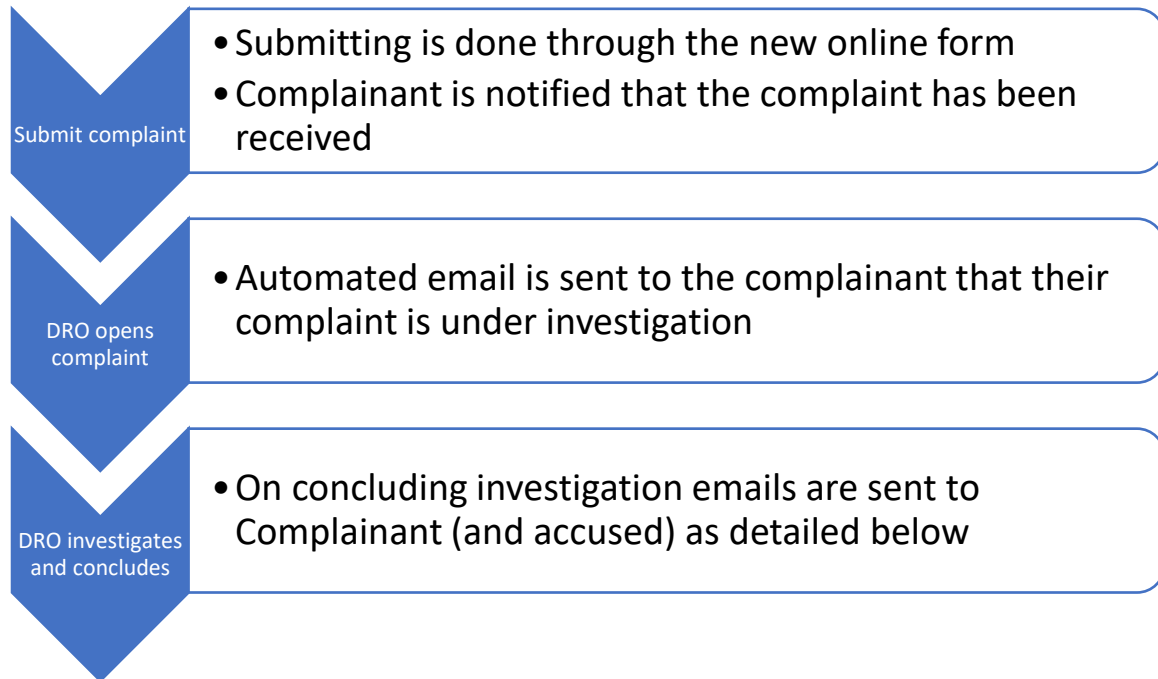 Submit complaint
•Submitting is done through the new online form
•Complainant is notified that the complaint has been
received
DRO opens
complaint
•Automated email is sent to the complainant that their
complaint is under investigation
DRO investigates
and concludes
•On concluding investigation emails are sent to
Complainant (and accused) as detailed below